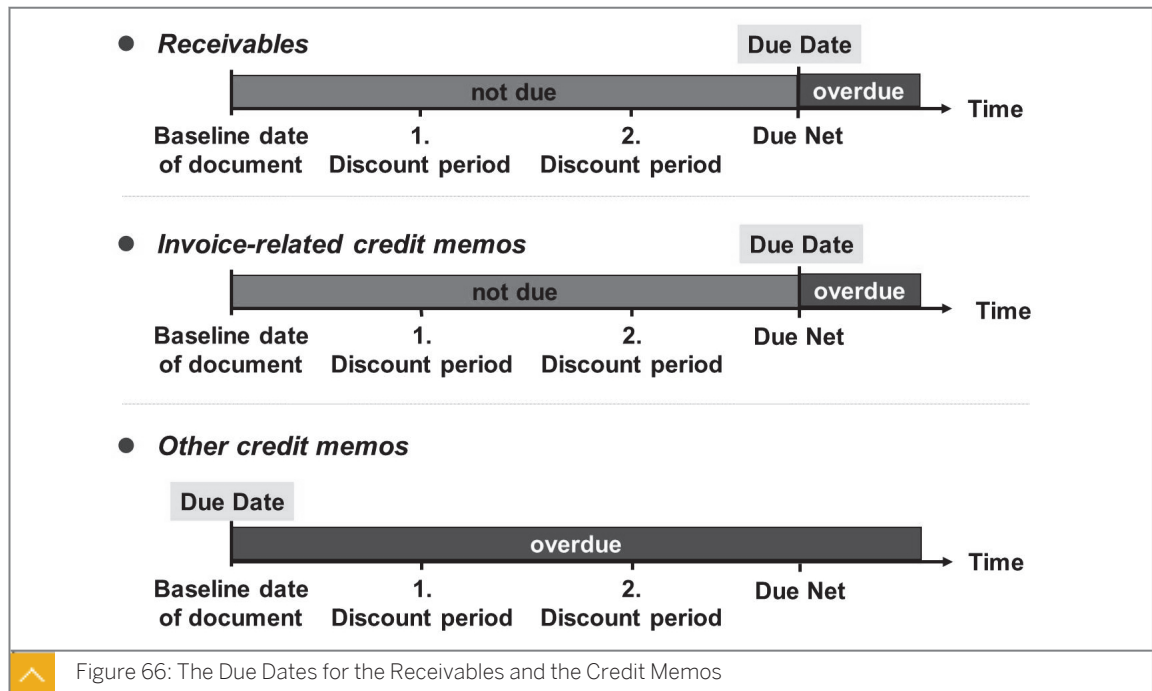 ● Receivables
Due Date
not due overdue
Time
Baseline date 1. 2. Due Net
of document Discount period Discount period
● Invoice-related credit memos
Due Date
not due overdue
Time
Baseline date 1. 2. Due Net
of document Discount period Discount period
● Other credit memos
Due Date
overdue
Time
Baseline date 1. 2. Due Net
of document Discount period Discount period
Figure 66: The Due Dates for the Receivables and the Credit Memos